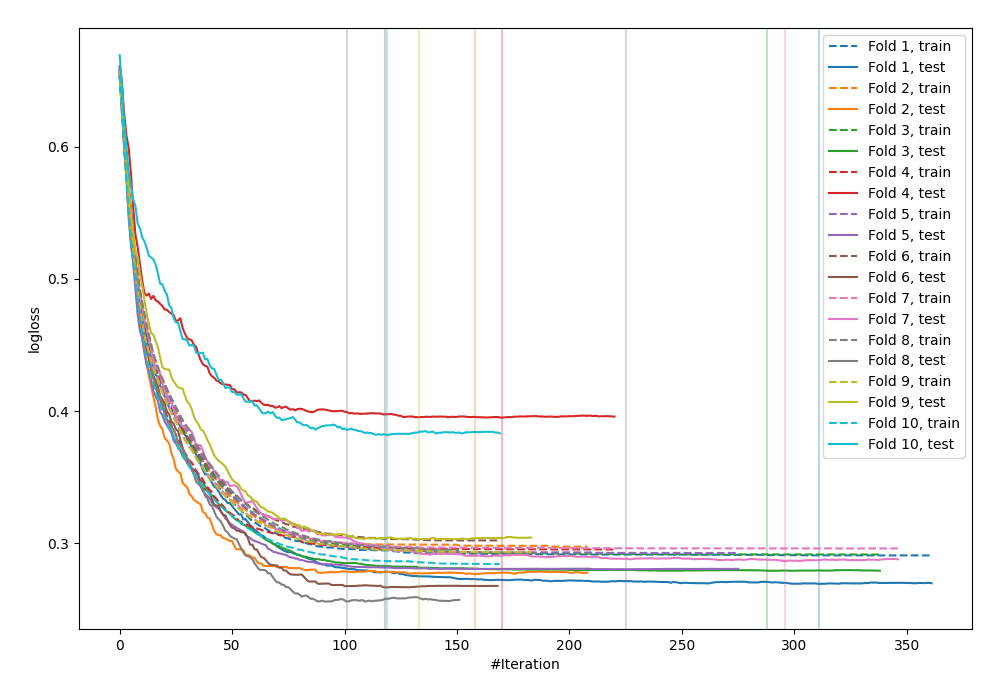 0.6
0.5
0.4
0.3
logloss
0
50
100
150
200
250
300
350
#Iteration
Fold 1, train
Fold 1, test
Fold 2, train
Fold 2, test
Fold 3, train
Fold 3, test
Fold 4, train
Fold 4, test
Fold 5, train
Fold 5, test
Fold 6, train
Fold 6, test
Fold 7, train
Fold 7, test
Fold 8, train
Fold 8, test
Fold 9, train
Fold 9, test
Fold 10, train
Fold 10, test